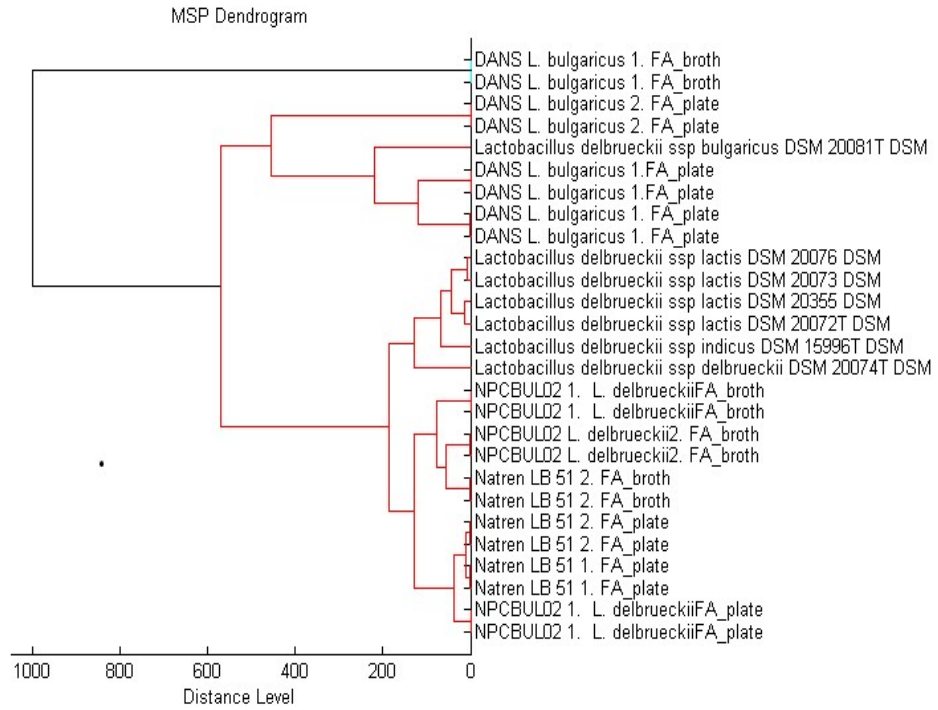 MSP Dendrogram
DANS L. bulgaricus 1. FA_broth
DANS L. bulgaricus 1. FA_broth
DANS L. bulgaricus 2. FA_plate
DANS L. bulgaricus 2. FA_plate
Lactobacillus delbrueckii ssp bulgaricus DSM 20081T DSM
DANS L. bulgaricus 1.FA_plate
DANS L. bulgaricus 1.FA_plate
DANS L. bulgaricus 1. FA_plate
DANS L. bulgaricus 1. FA_plate
Lactobacillus delbrueckii ssp lactis DSM 20076 DSM
Lactobacillus delbrueckii ssp lactis DSM 20073 DSM
Lactobacillus delbrueckii ssp lactis DSM 20355 DSM
Lactobacillus delbrueckii ssp lactis DSM 20072T DSM
Lactobacillus delbrueckii ssp indicus DSM 15996T DSM
Lactobacillus delbrueckii ssp delbrueckii DSM 20074T DSM
NPCBUL02 1. L. delbrueckiiFA_broth
NPCBUL02 1. L. delbrueckiiFA_broth
NPCBUL02 L. delbrueckii2. FA_broth
NPCBUL02 L. delbrueckii2. FA_broth
Natren LB 51 2. FA_broth
Natren LB 51 2. FA_broth
Natren LB 51 2. FA_plate
Natren LB 51 2. FA_plate
Natren LB 51 1. FA_plate
Natren LB 51 1. FA_plate
NPCBUL02 1. L. delbrueckiiFA_plate
NPCBUL02 1. L. delbrueckiiFA_plate
1000 800 600 400 200 0
Distance Level